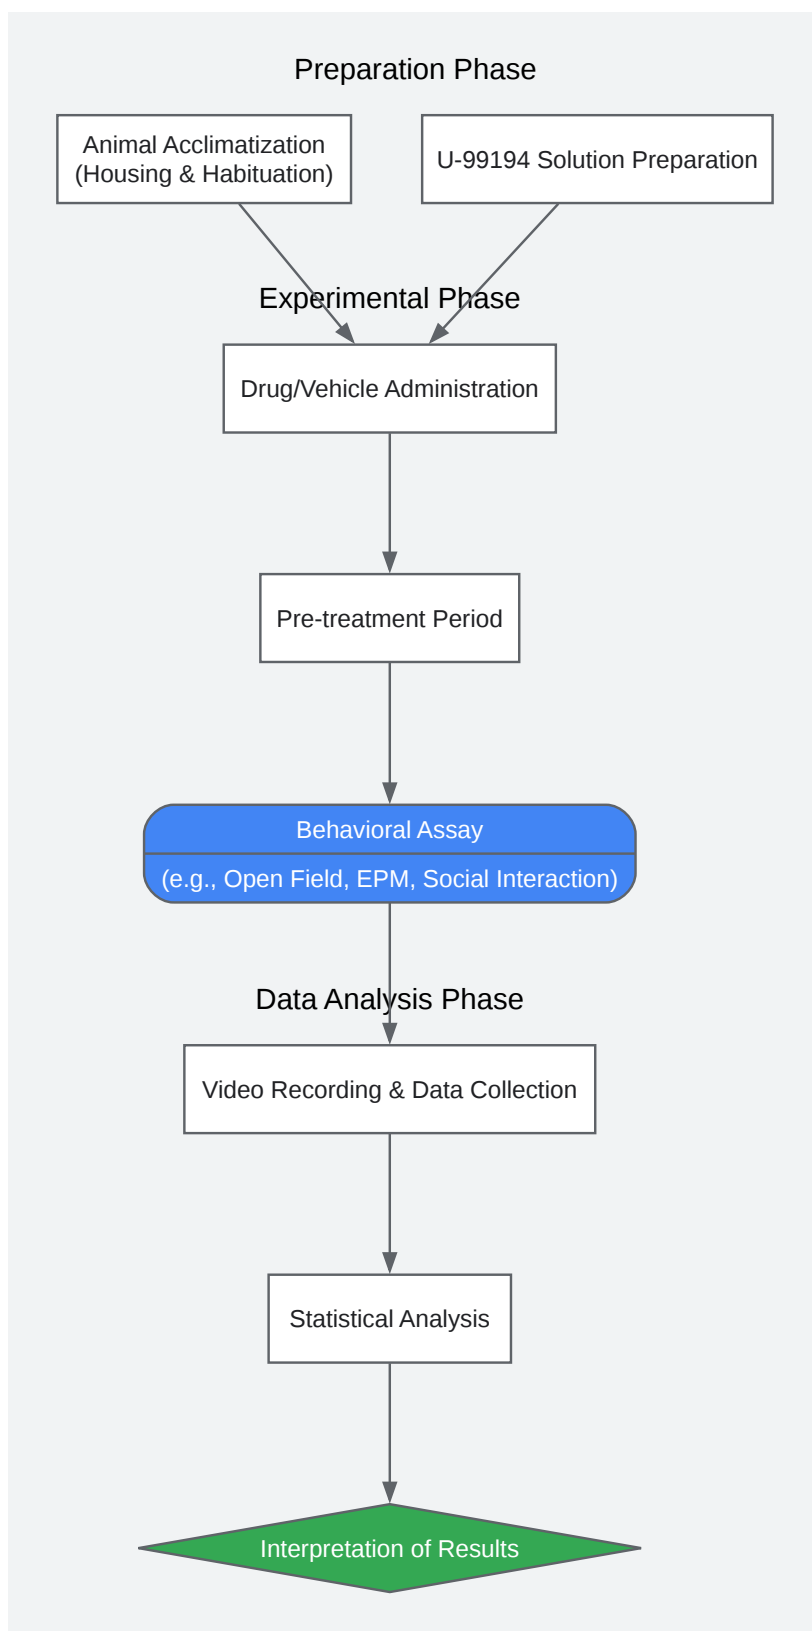 Preparation Phase
Animal Acclimatization
(Housing & Habituation)
U-99194 Solution Preparation
Experimental Phase
Drug/Vehicle Administration
Pre-treatment Period
Behavioral Assay
(e.g., Open Field, EPM, Social Interaction)
Data Analysis Phase
Video Recording & Data Collection
Statistical Analysis
Interpretation of Results